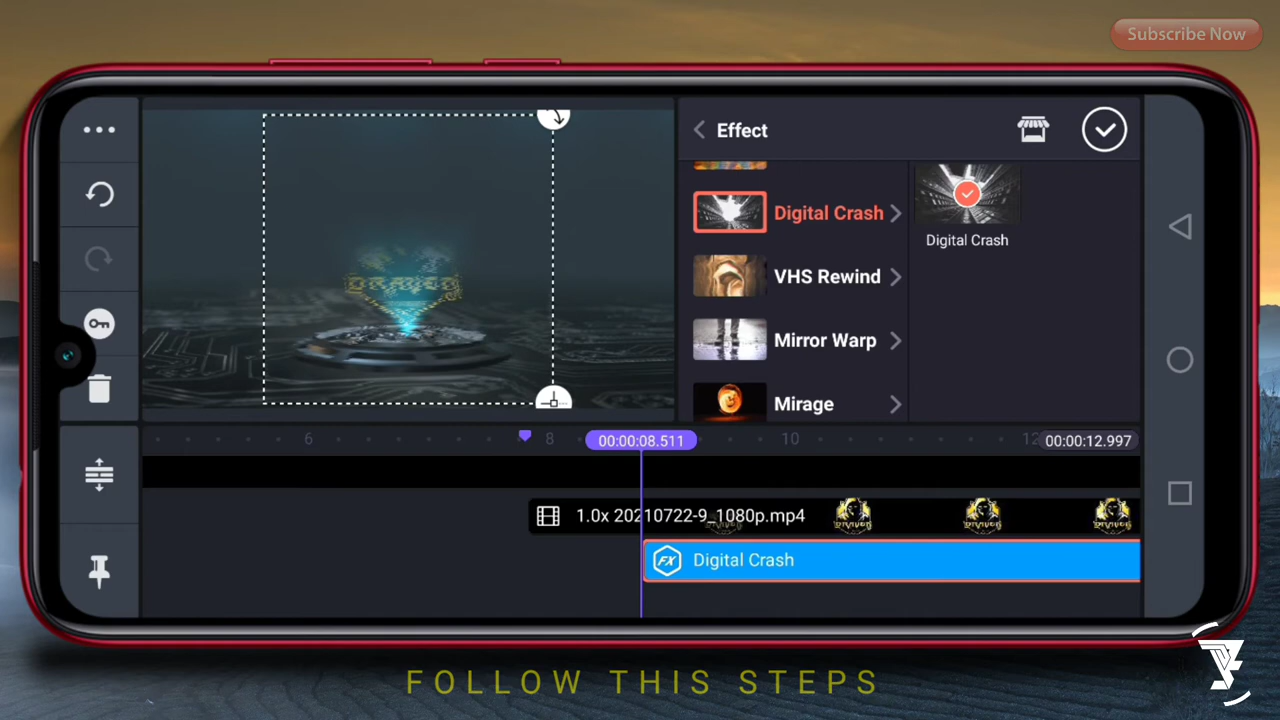 Subscribe Now
Effect
Digital Crash
VHS Rewind
Mirror Warp
Mirage
Digital Crash
6
8
00:00:08.511
10
12
00:00:12.997
1.0x 20210722-9_1080p.mp4
FX Digital Crash
FOLLOW THIS STEPS